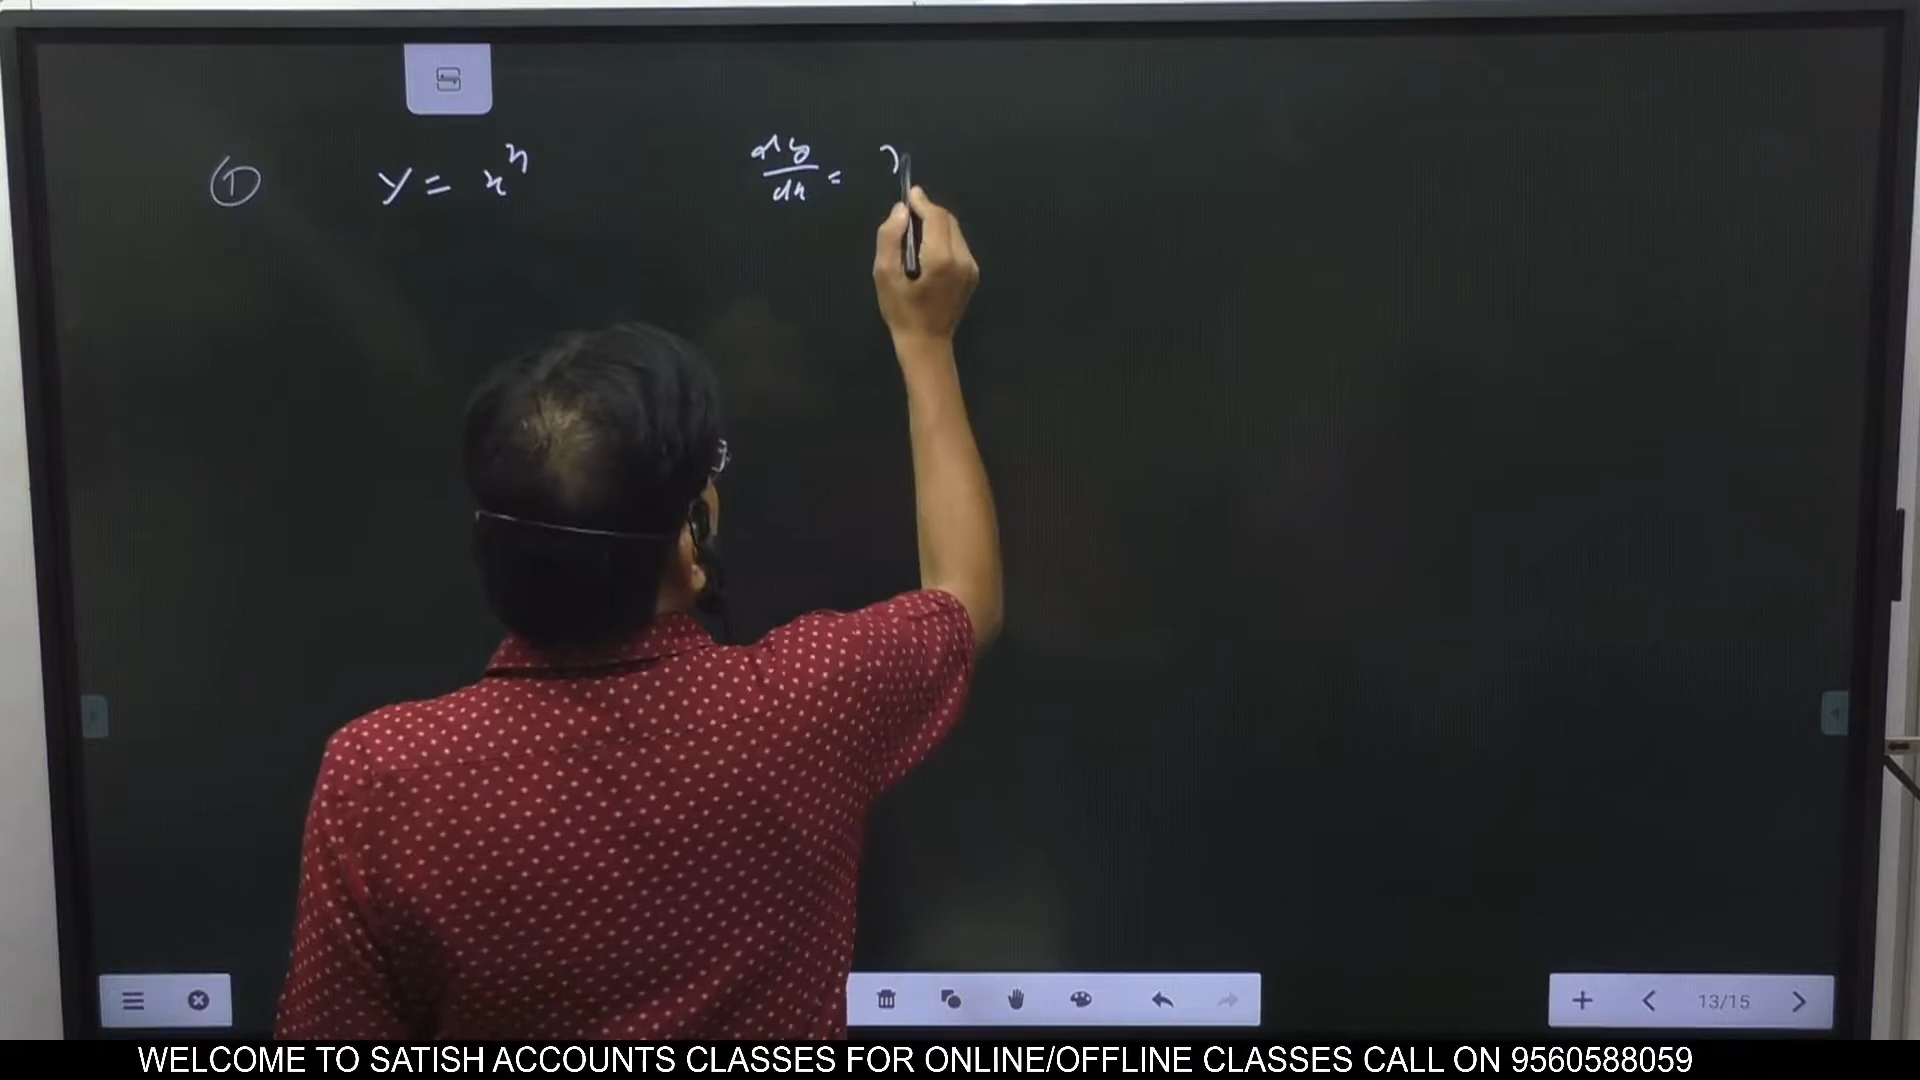 ① y = xⁿ dy/dx =
13/15
WELCOME TO SATISH ACCOUNTS CLASSES FOR ONLINE/OFFLINE CLASSES CALL ON 9560588059